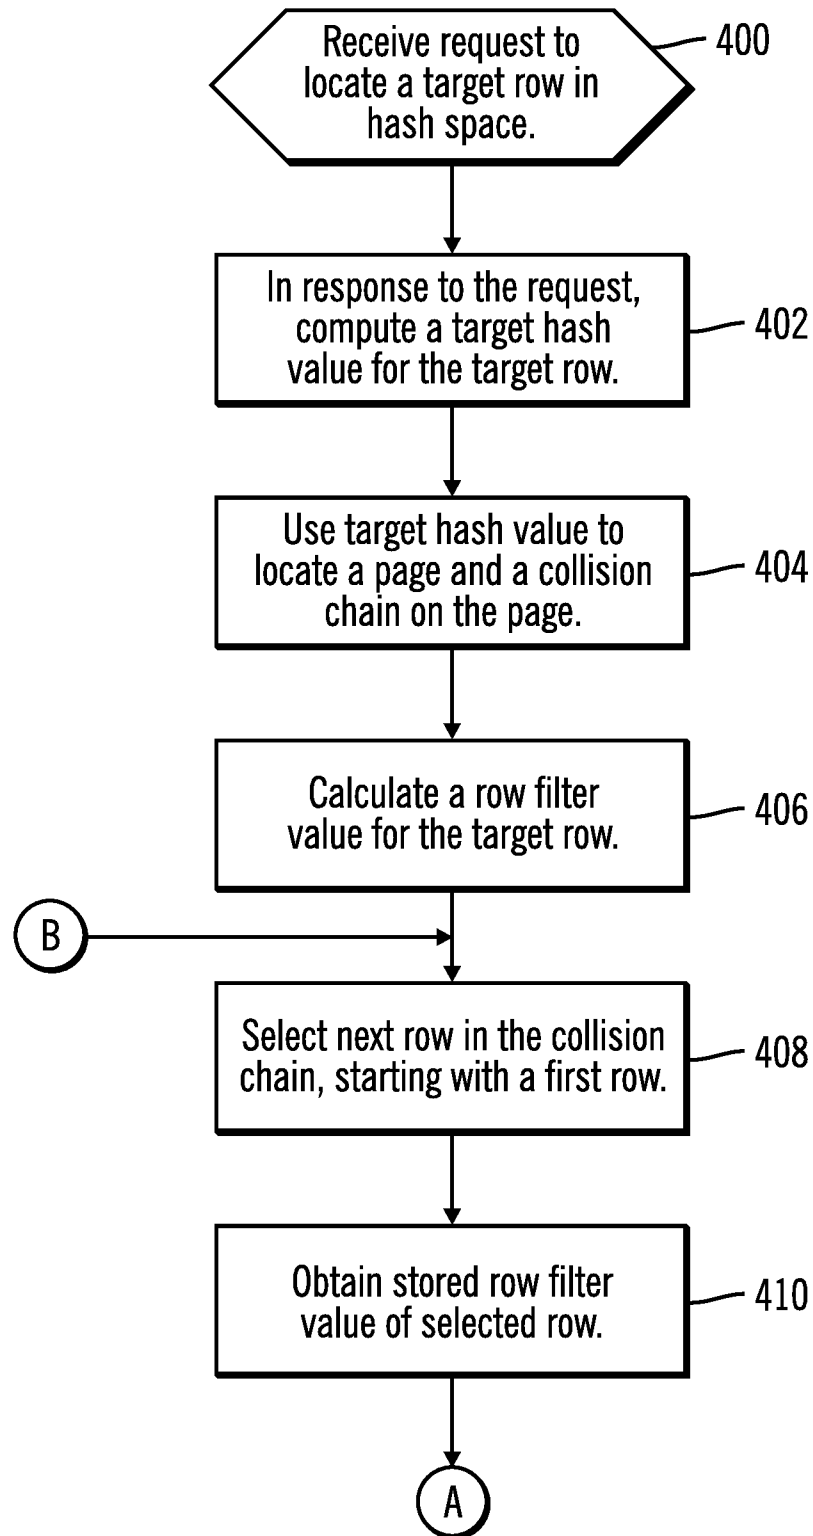 Receive request to
locate a target row in
hash space.
400
In response to the request,
compute a target hash
value for the target row.
402
Use target hash value to
locate a page and a collision
chain on the page.
404
Calculate a row filter
value for the target row.
406
B
Select next row in the collision
chain, starting with a first row.
408
Obtain stored row filter
value of selected row.
410
A